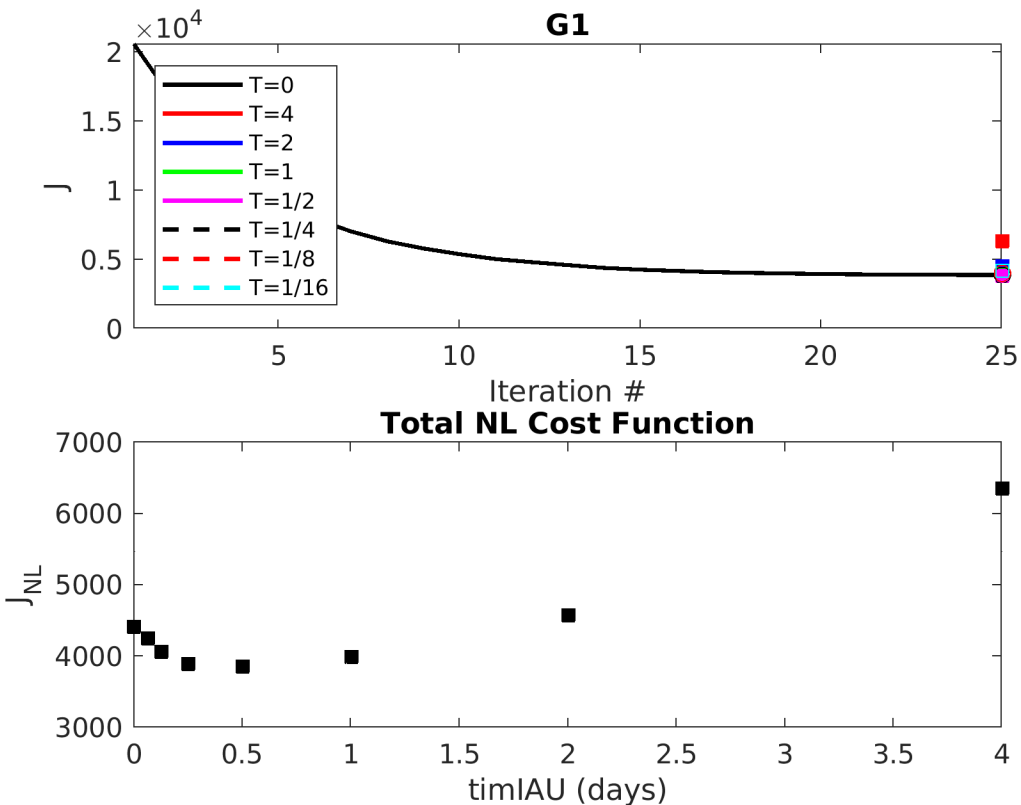 G1
×10⁴
2
1.5
1
0.5
0
J
T=0
T=4
T=2
T=1
T=1/2
T=1/4
T=1/8
T=1/16
5 10 15 20 25
Iteration #
Total NL Cost Function
7000
6000
5000
4000
3000
J_NL
0 0.5 1 1.5 2 2.5 3 3.5 4
timIAU (days)